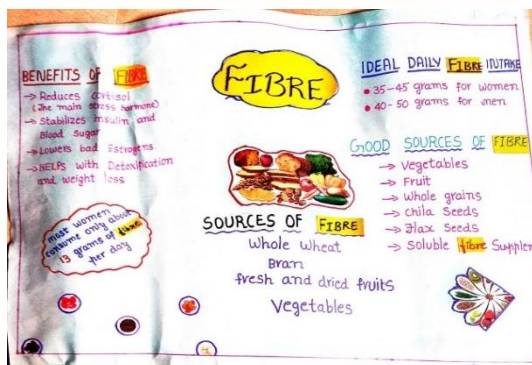 FIBRE
BENEFITS OF FIBRE
→ Reduces cortisol
(The main stress hormone)
→ Stabilizes insulin and
Blood sugar
→ Lowers bad Estrogens
→ HELPS with Detoxification
and weight loss
most women
consume only about
13 grams of fibre
per day
SOURCES OF FIBRE
Whole Wheat
Bran
fresh and dried fruits
Vegetables
IDEAL DAILY FIBRE INTAKE
• 35-45 grams for women
• 40-50 grams for men
GOOD SOURCES OF FIBRE
→ Vegetables
→ Fruit
→ Whole grains
→ Chila Seeds
→ Flax Seeds
→ Soluble fibre Supplem